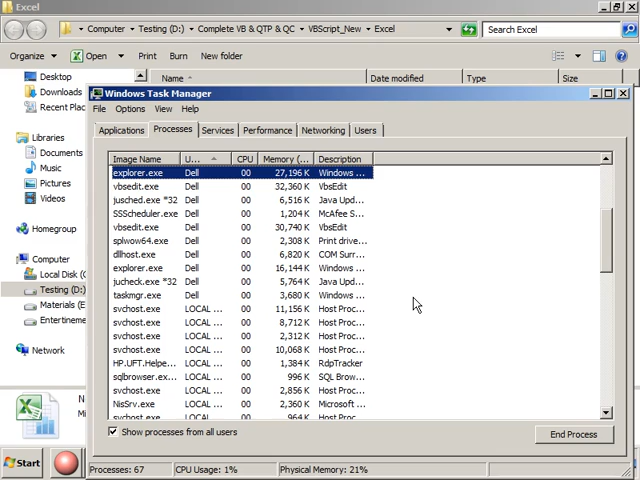 Excel
Computer Testing (D:) Complete VB & QTP & QC VBScript_New Excel Search Excel
Organize Open Print Burn New folder
Desktop Name Date modified Type Size
Downloads
Recent Plac
Libraries
Documents
Music
Pictures
Videos
Homegroup
Computer
Local Disk (
Testing (D:)
Materials (E
Entertineme
Network
Windows Task Manager
File Options View Help
Applications Processes Services Performance Networking Users
Image Name U... CPU Memory (... Description
explorer.exe Dell 00 27,196 K Windows ...
vbsedit.exe Dell 00 32,360 K VbsEdit
jusched.exe *32 Dell 00 6,516 K Java Upd...
SSScheduler.exe Dell 00 1,204 K McAfee S...
vbsedit.exe Dell 00 30,740 K VbsEdit
splwow64.exe Dell 00 2,308 K Print drive...
dllhost.exe Dell 00 6,820 K COM Surr...
explorer.exe Dell 00 16,144 K Windows ...
jucheck.exe *32 Dell 00 5,764 K Java Upd...
taskmgr.exe Dell 00 3,680 K Windows ...
svchost.exe LOCAL ... 00 11,156 K Host Proc...
svchost.exe LOCAL ... 00 8,712 K Host Proc...
svchost.exe LOCAL ... 00 2,312 K Host Proc...
svchost.exe LOCAL ... 00 10,068 K Host Proc...
HP.UFT.Helpe... LOCAL ... 00 1,384 K RdpTracker
sqlbrowser.ex... LOCAL ... 00 996 K SQL Brow...
svchost.exe LOCAL ... 00 2,856 K Host Proc...
NisSrv.exe LOCAL ... 00 2,360 K Microsoft ...
svchost.exe LOCAL ... 00 964 K Host Proc...
Show processes from all users End Process
Processes: 67 CPU Usage: 1% Physical Memory: 21%
N
Mi
Start